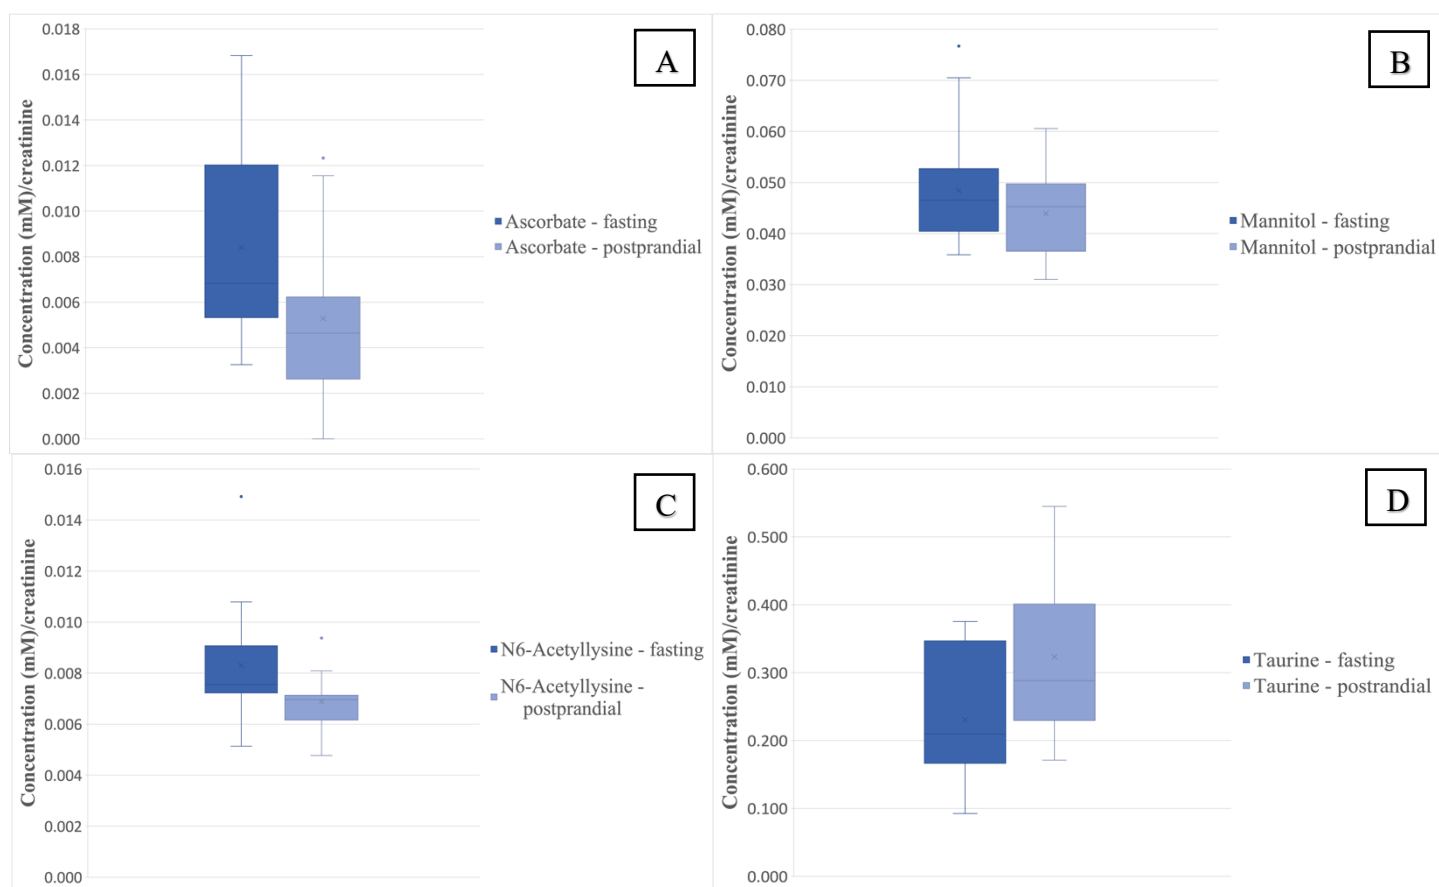 0.018
0.016
0.014
0.012
0.010
0.008
0.006
0.004
0.002
0.000
Concentration (mM)/creatinine
A
Ascorbate - fasting
Ascorbate - postprandial
0.080
0.070
0.060
0.050
0.040
0.030
0.020
0.010
0.000
Concentration (mM)/creatinine
B
Mannitol - fasting
Mannitol - postprandial
0.016
0.014
0.012
0.010
0.008
0.006
0.004
0.002
0.000
Concentration (mM)/creatinine
C
N6-Acetyllysine - fasting
N6-Acetyllysine -
postprandial
0.600
0.500
0.400
0.300
0.200
0.100
0.000
Concentration (mM)/creatinine
D
Taurine - fasting
Taurine - postrandial